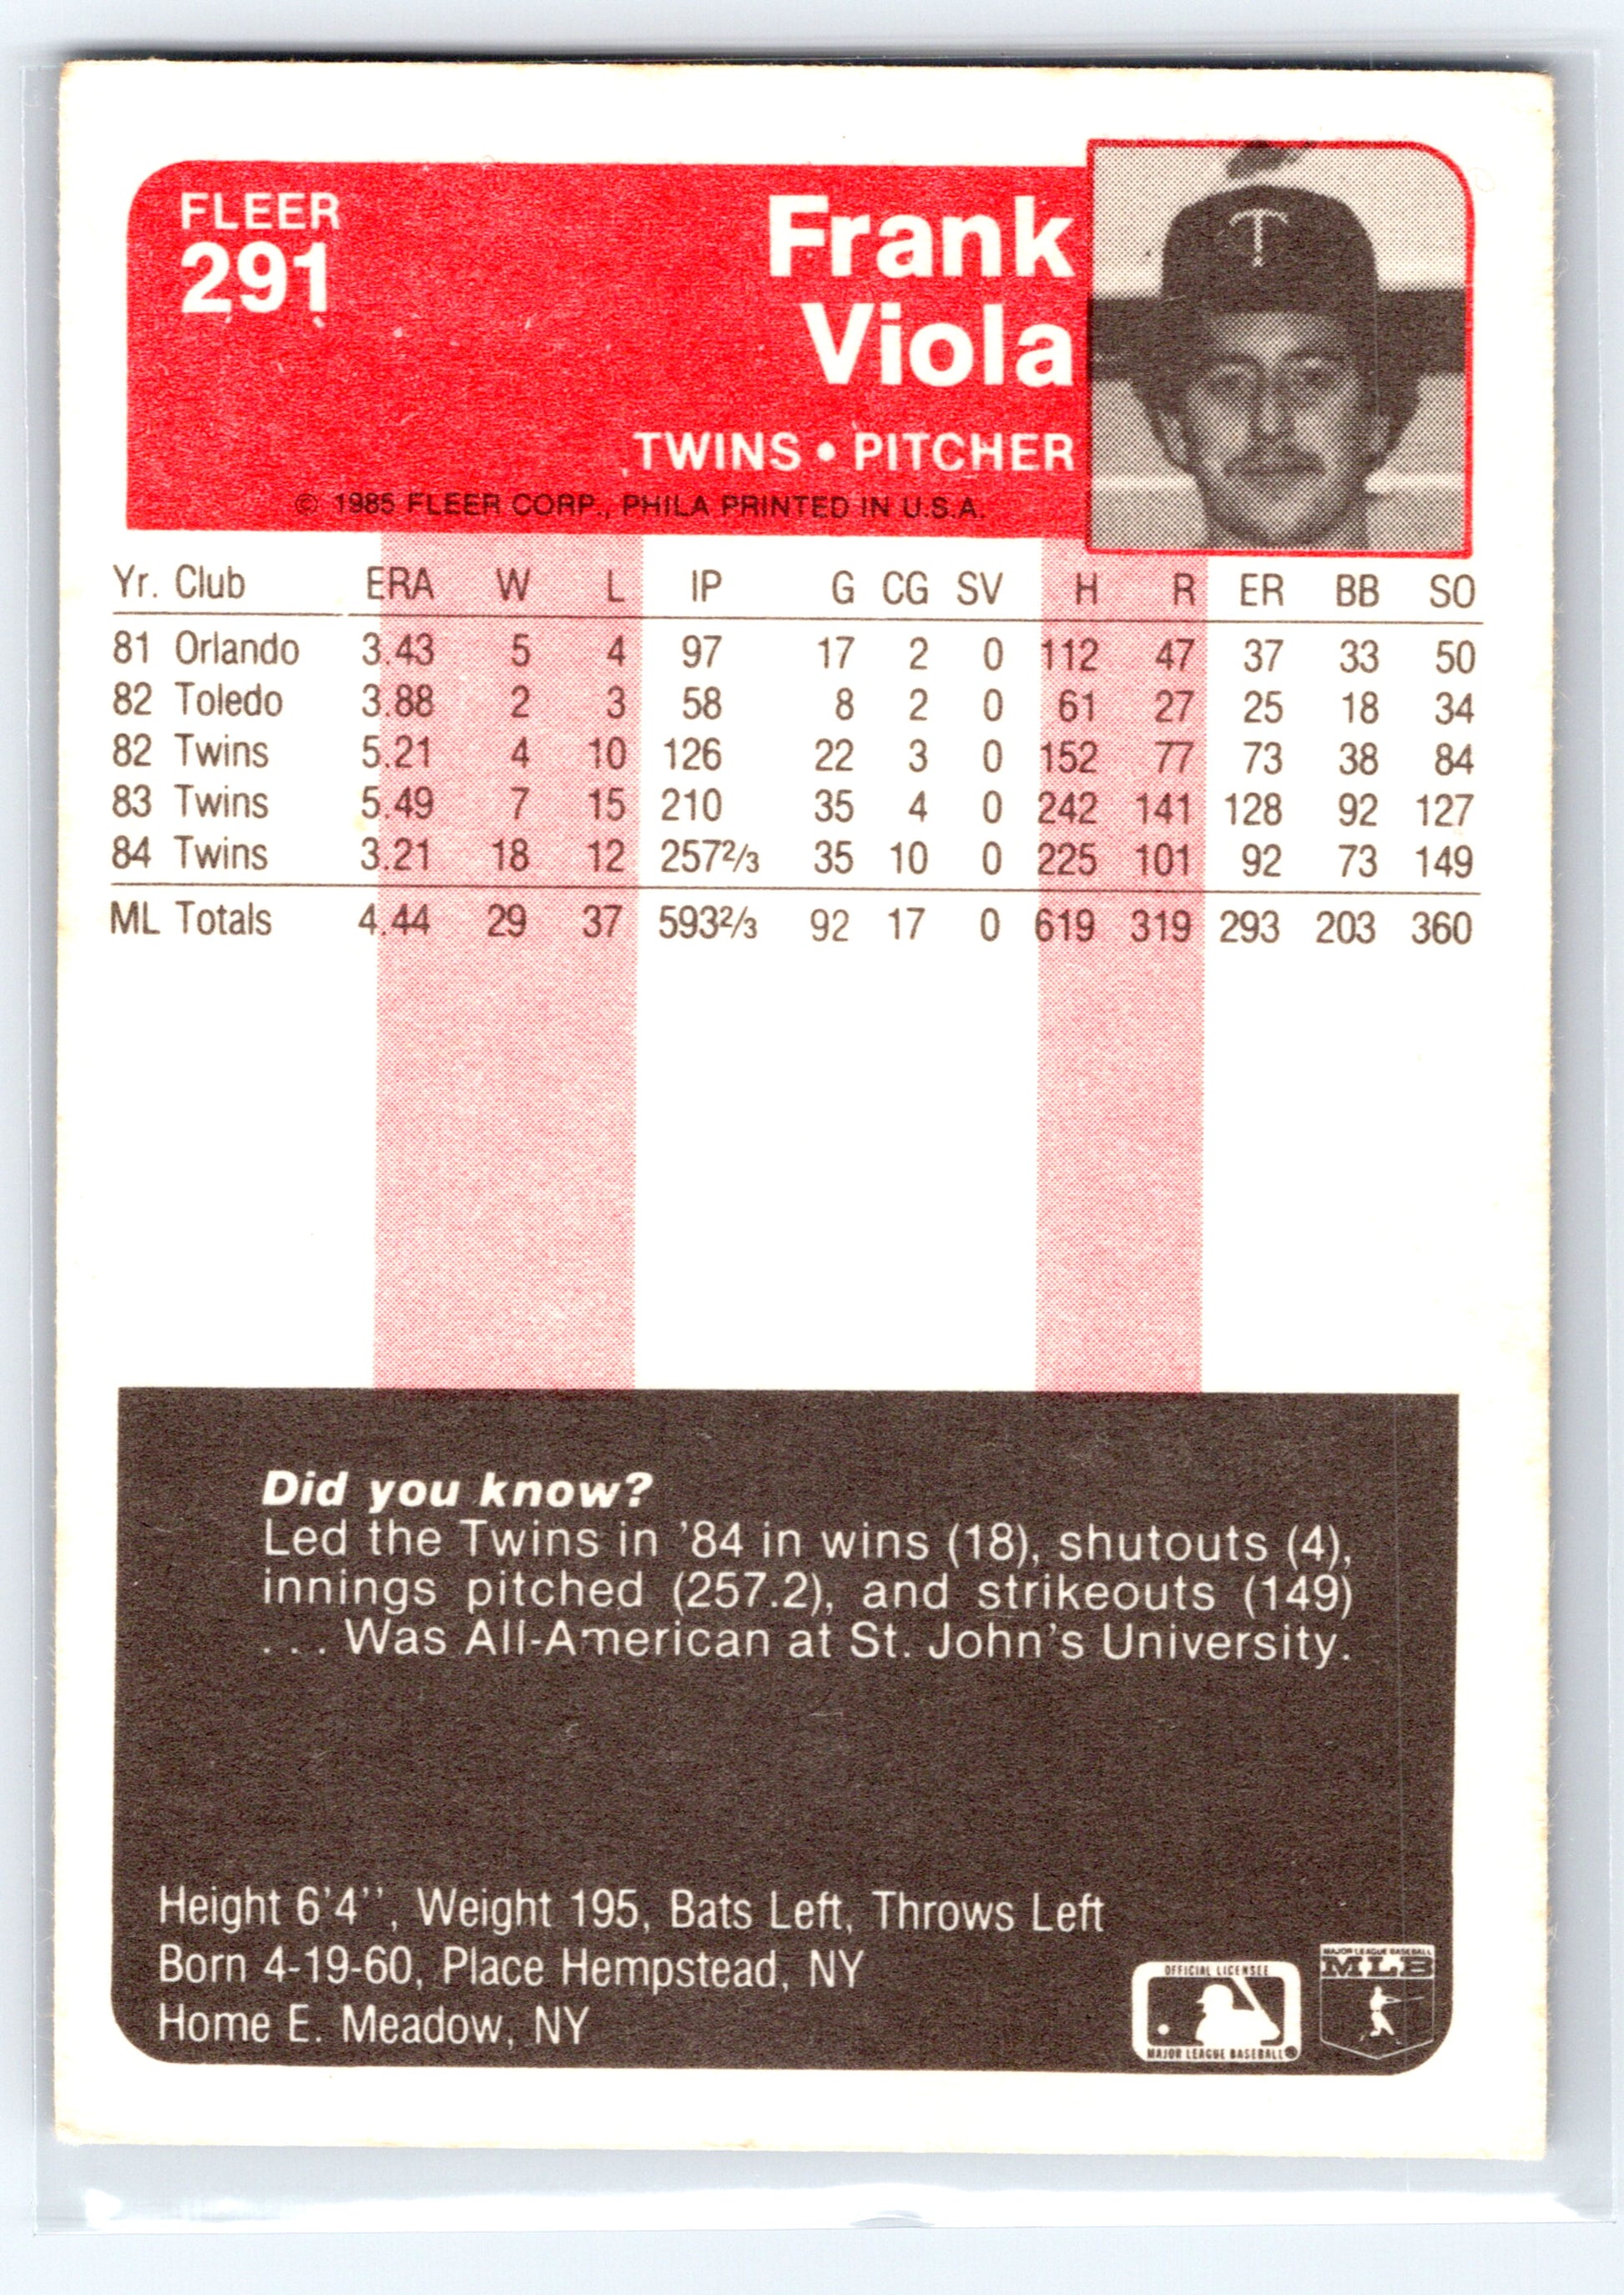 FLEER
291
Frank
Viola
TWINS • PITCHER
© 1985 FLEER CORP., PHILA PRINTED IN U.S.A.
Yr. Club ERA W L IP G CG SV H R ER BB SO
81 Orlando 3.43 5 4 97 17 2 0 112 47 37 33 50
82 Toledo 3.88 2 3 58 8 2 0 61 27 25 18 34
82 Twins 5.21 4 10 126 22 3 0 152 77 73 38 84
83 Twins 5.49 7 15 210 35 4 0 242 141 128 92 127
84 Twins 3.21 18 12 257 2/3 35 10 0 225 101 92 73 149
ML Totals 4.44 29 37 593 2/3 92 17 0 619 319 293 203 360
Did you know?
Led the Twins in '84 in wins (18), shutouts (4),
innings pitched (257.2), and strikeouts (149)
. . . Was All-American at St. John's University.
Height 6'4'', Weight 195, Bats Left, Throws Left
Born 4-19-60, Place Hempstead, NY
Home E. Meadow, NY
OFFICIAL LICENSEE
MAJOR LEAGUE BASEBALL®
MAJOR LEAGUE BASEBALL
MLB
T